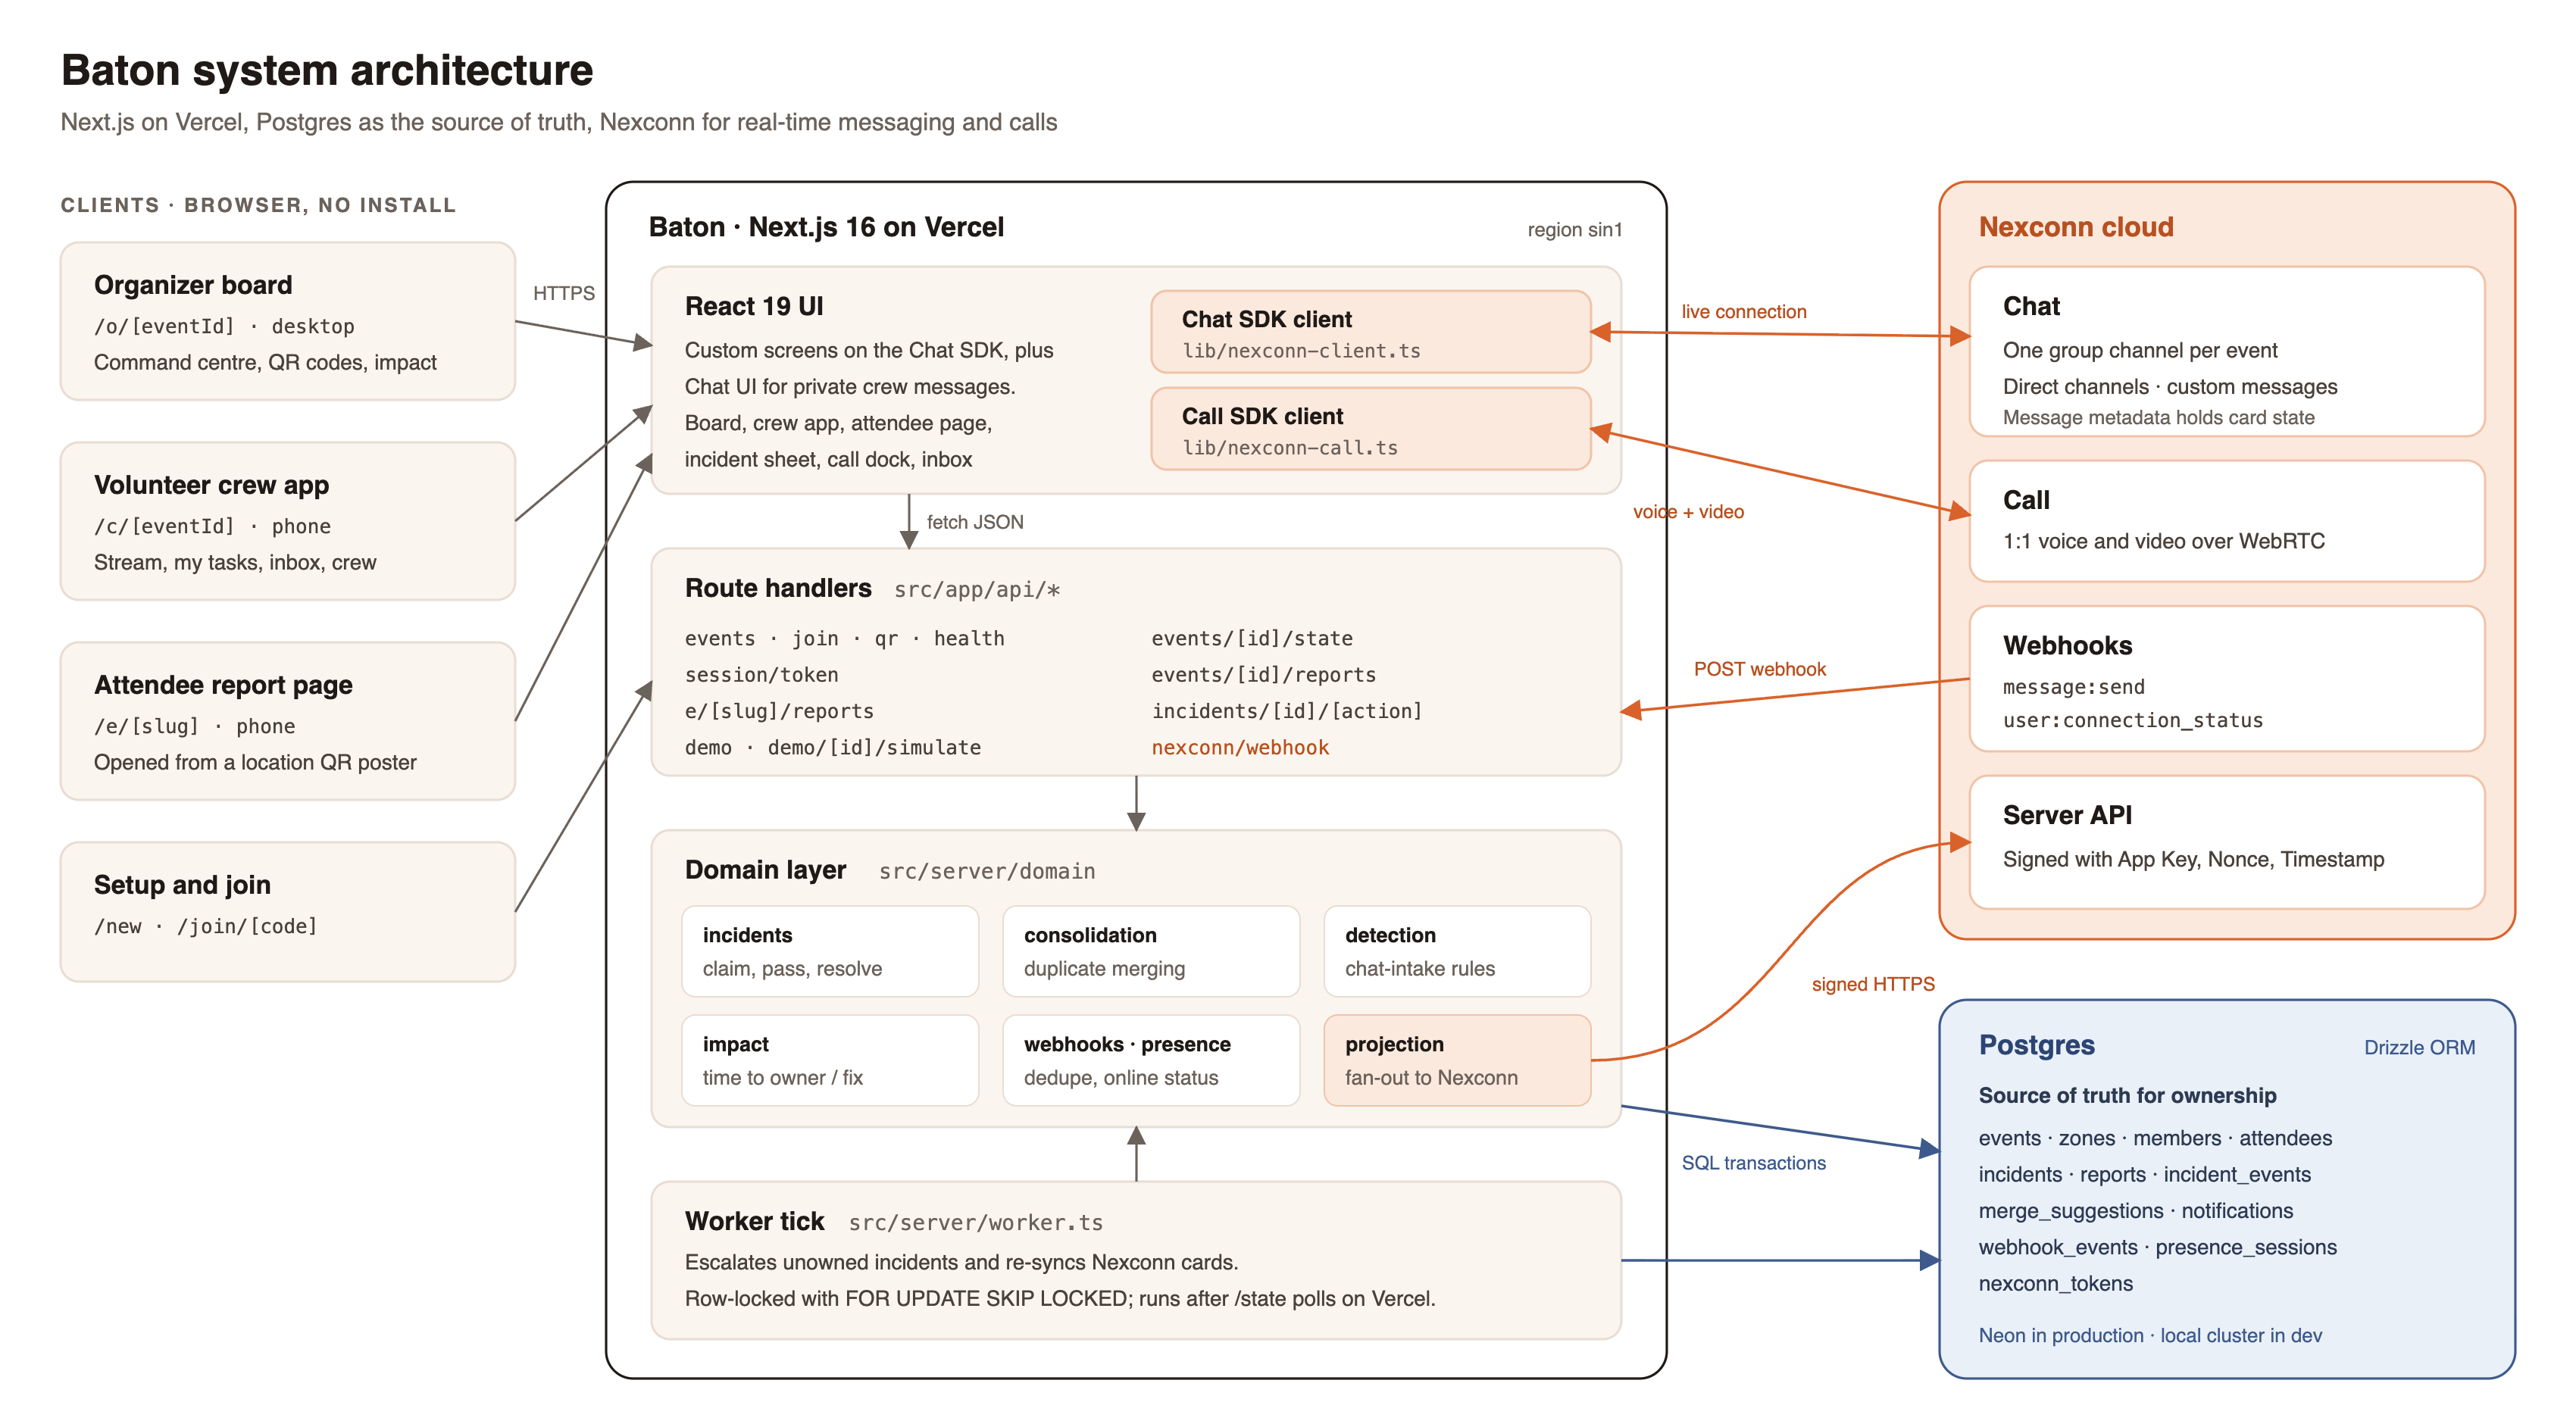 Baton system architecture
Next.js on Vercel, Postgres as the source of truth, Nexconn for real-time messaging and calls
CLIENTS · BROWSER, NO INSTALL
Organizer board
/o/[eventId] · desktop
Command centre, QR codes, impact
Volunteer crew app
/c/[eventId] · phone
Stream, my tasks, inbox, crew
Attendee report page
/e/[slug] · phone
Opened from a location QR poster
Setup and join
/new · /join/[code]
HTTPS
Baton · Next.js 16 on Vercel
region sin1
React 19 UI
Custom screens on the Chat SDK, plus
Chat UI for private crew messages.
Board, crew app, attendee page,
incident sheet, call dock, inbox
Chat SDK client
lib/nexconn-client.ts
Call SDK client
lib/nexconn-call.ts
fetch JSON
Route handlers src/app/api/*
events · join · qr · health
session/token
e/[slug]/reports
demo · demo/[id]/simulate
events/[id]/state
events/[id]/reports
incidents/[id]/[action]
nexconn/webhook
Domain layer src/server/domain
incidents
claim, pass, resolve
consolidation
duplicate merging
detection
chat-intake rules
impact
time to owner / fix
webhooks · presence
dedupe, online status
projection
fan-out to Nexconn
Worker tick src/server/worker.ts
Escalates unowned incidents and re-syncs Nexconn cards.
Row-locked with FOR UPDATE SKIP LOCKED; runs after /state polls on Vercel.
live connection
voice + video
POST webhook
signed HTTPS
SQL transactions
Nexconn cloud
Chat
One group channel per event
Direct channels · custom messages
Message metadata holds card state
Call
1:1 voice and video over WebRTC
Webhooks
message:send
user:connection_status
Server API
Signed with App Key, Nonce, Timestamp
Postgres
Drizzle ORM
Source of truth for ownership
events · zones · members · attendees
incidents · reports · incident_events
merge_suggestions · notifications
webhook_events · presence_sessions
nexconn_tokens
Neon in production · local cluster in dev